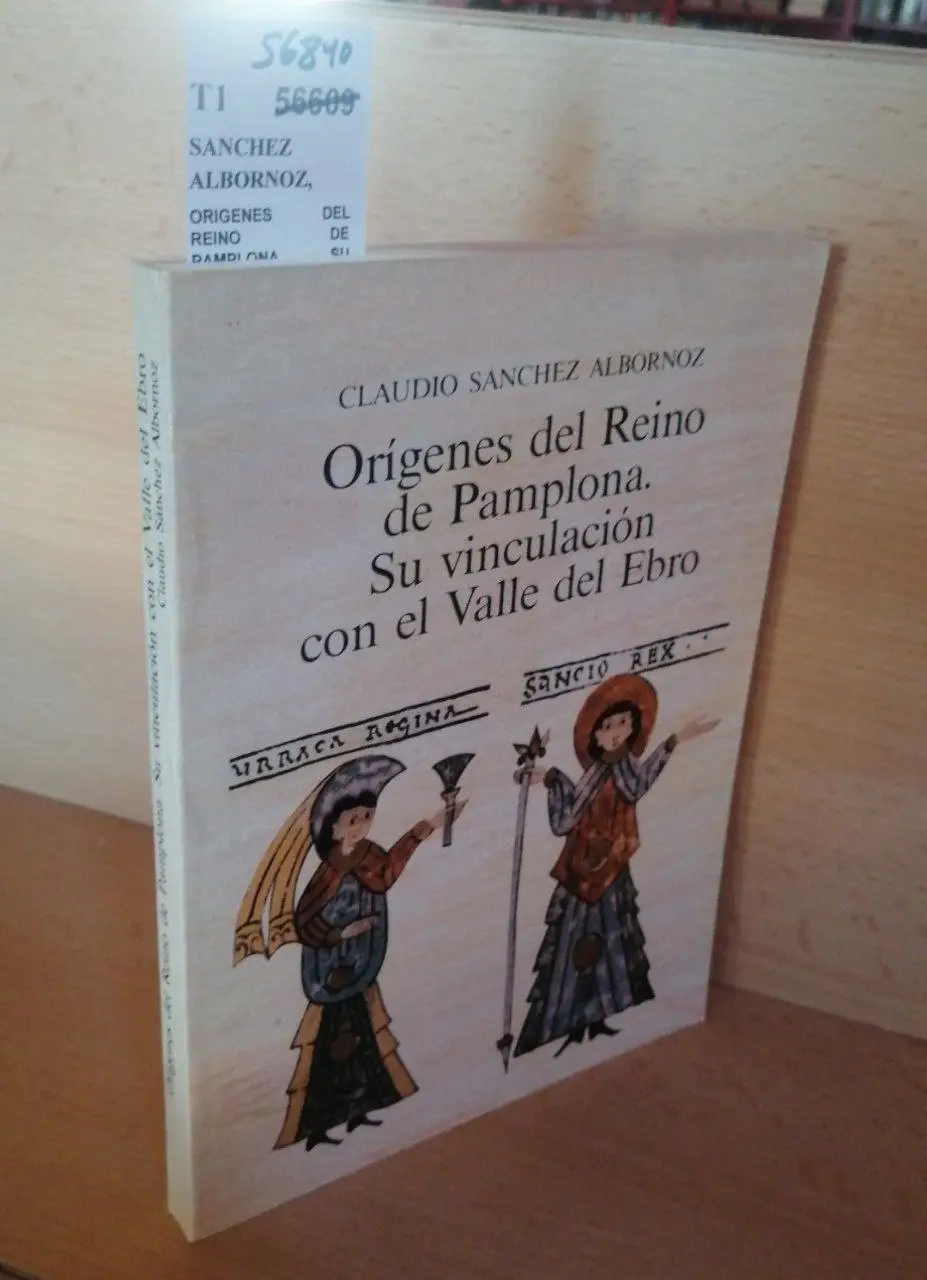 56840
T1 56609
SANCHEZ
ALBORNOZ,
ORIGENES DEL
REINO DE
PAMPLONA SU
CLAUDIO SANCHEZ ALBORNOZ
Orígenes del Reino
de Pamplona.
Su vinculación
con el Valle del Ebro
URRACA REGINA
SANCIO REX
Orígenes del Reino de Pamplona. Su vinculación con el Valle del Ebro
Claudio Sánchez Albornoz